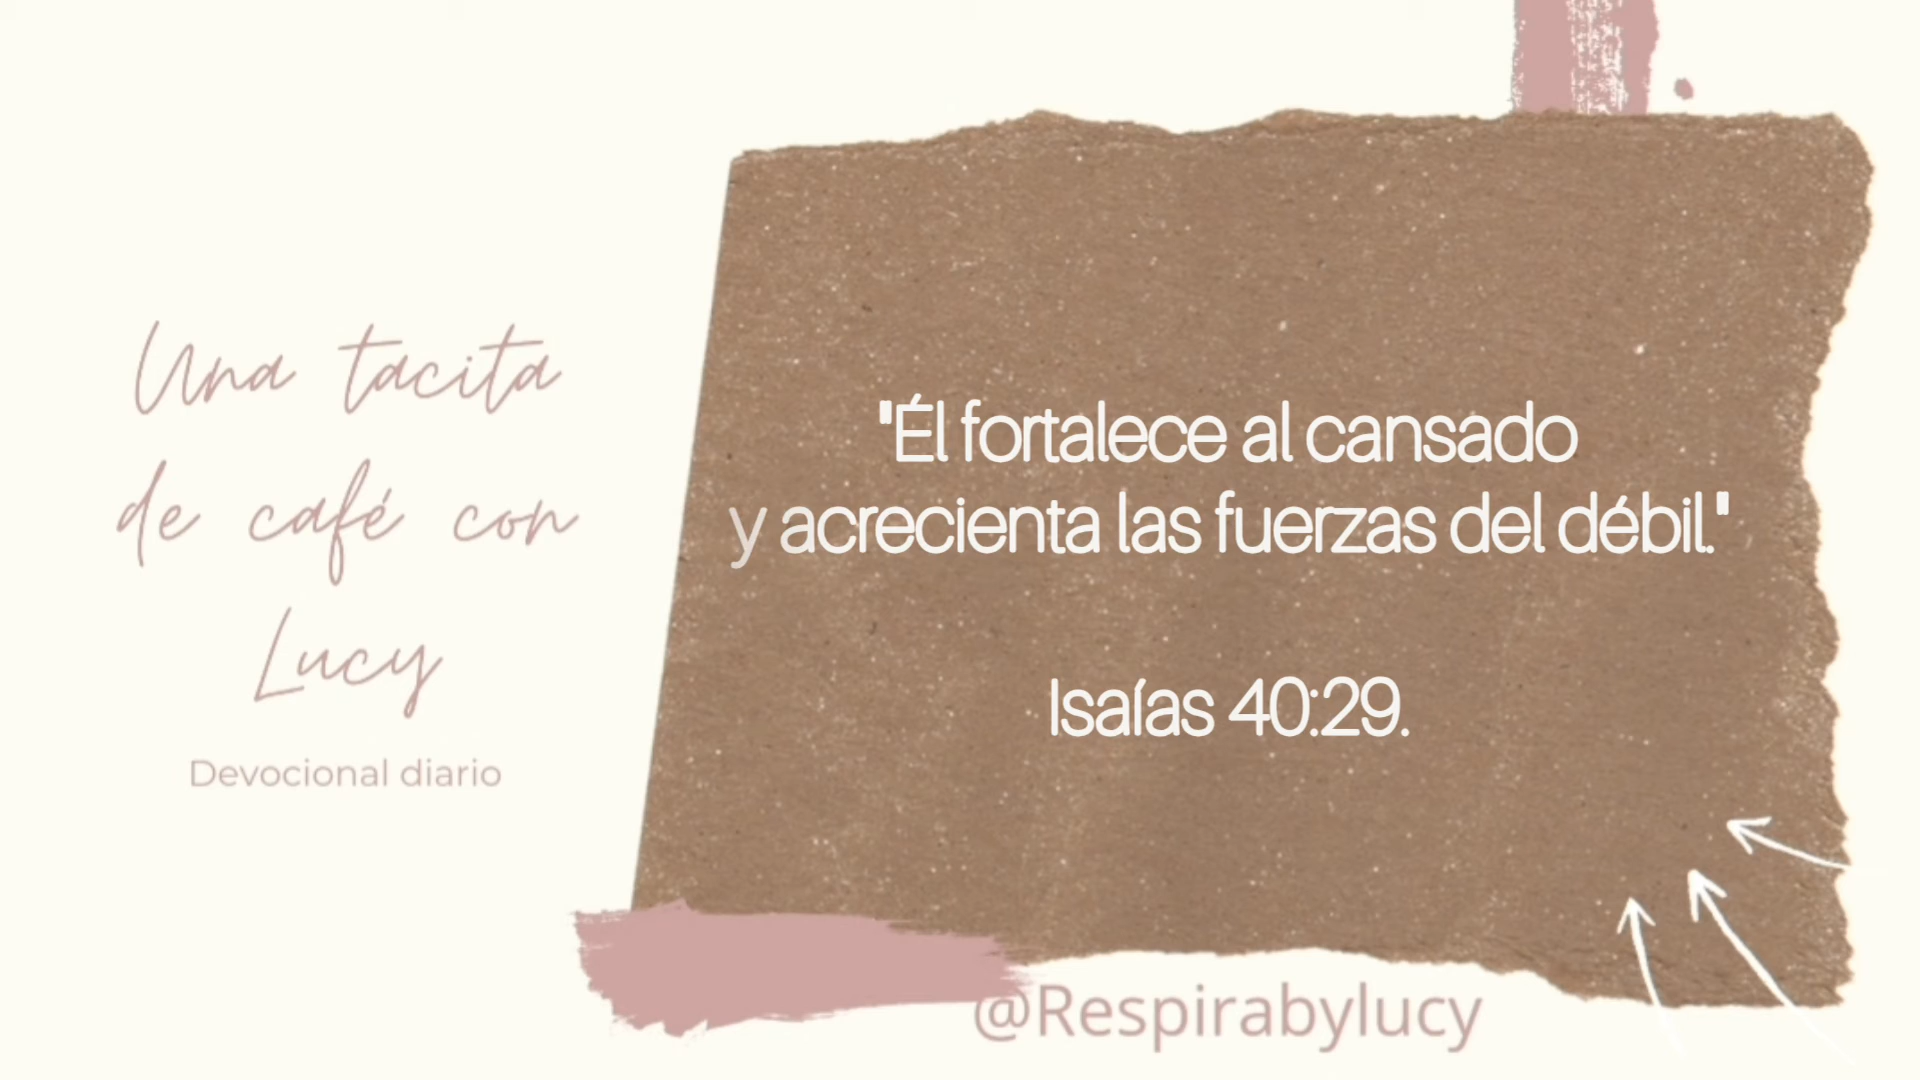 Una tacita
de café con
Lucy
Devocional diario
"Él fortalece al cansado
y acrecienta las fuerzas del débil."
Isaías 40:29.
@Respirabylucy